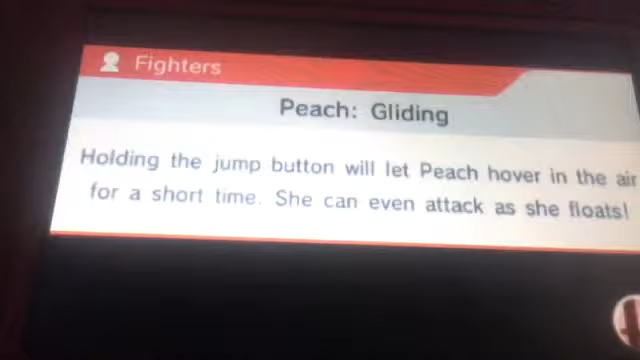 Fighters
Peach: Gliding
Holding the jump button will let Peach hover in the air
for a short time. She can even attack as she floats!